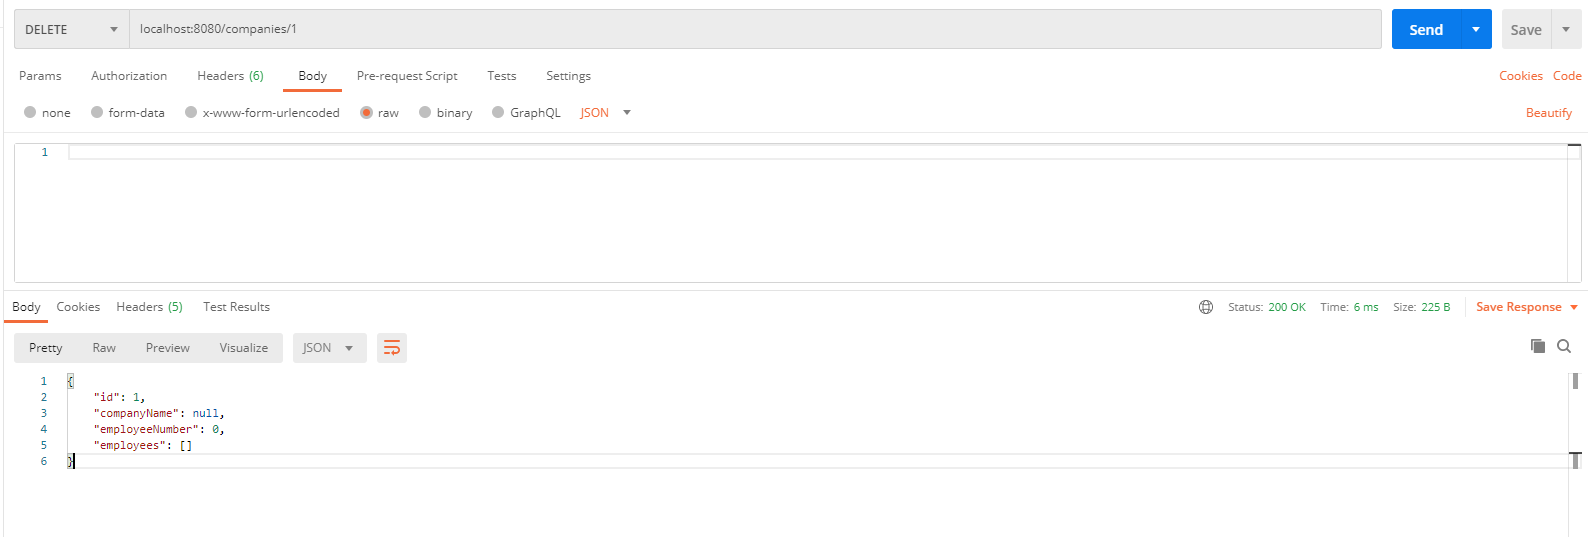 DELETE localhost:8080/companies/1 Send Save
Params Authorization Headers (6) Body Pre-request Script Tests Settings Cookies Code
none form-data x-www-form-urlencoded raw binary GraphQL JSON Beautify
1
Body Cookies Headers (5) Test Results Status: 200 OK Time: 6 ms Size: 225 B Save Response
Pretty Raw Preview Visualize JSON
1 {
2 "id": 1,
3 "companyName": null,
4 "employeeNumber": 0,
5 "employees": []
6 }